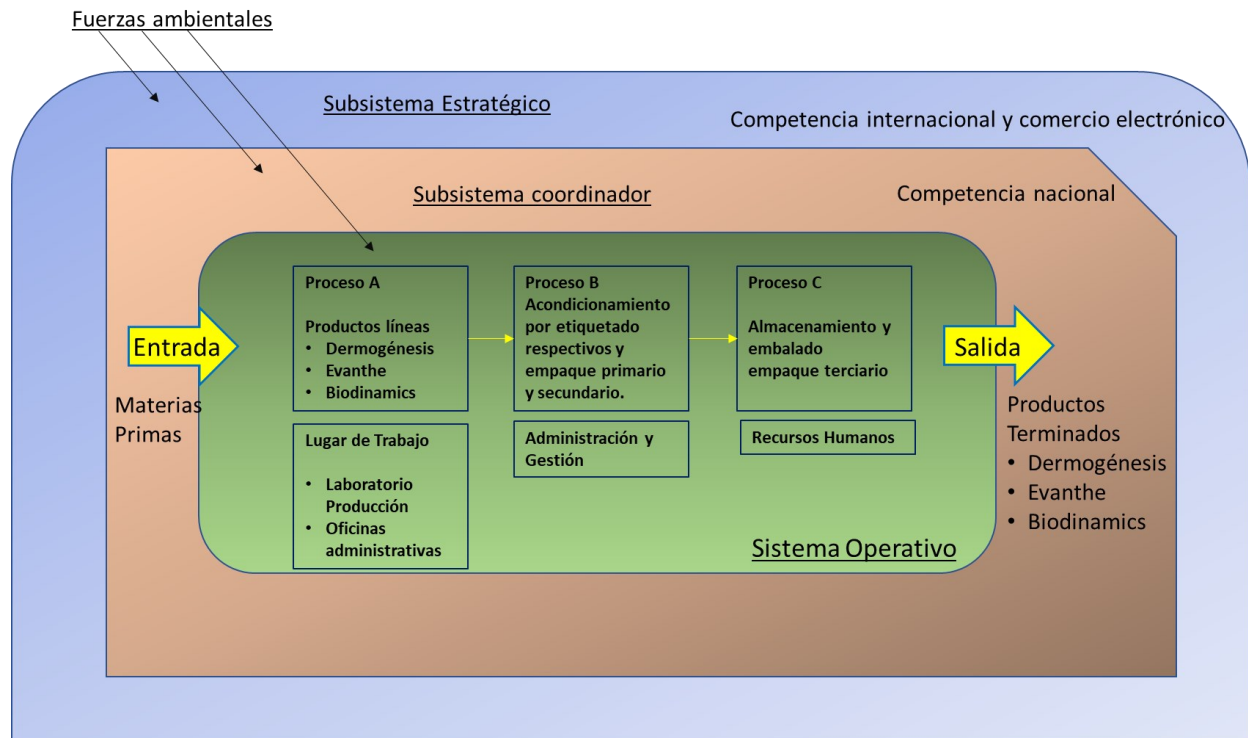 Fuerzas ambientales
Subsistema Estratégico
Competencia internacional y comercio electrónico
Subsistema coordinador
Competencia nacional
Entrada
Materias
Primas
Proceso A
Productos líneas
• Dermogénesis
• Evanthe
• Biodinamics
Proceso B
Acondicionamiento
por etiquetado
respectivos y
empaque primario
y secundario.
Proceso C
Almacenamiento y
embalado
empaque terciario
Lugar de Trabajo
• Laboratorio
Producción
• Oficinas
administrativas
Administración y
Gestión
Recursos Humanos
Sistema Operativo
Salida
Productos
Terminados
• Dermogénesis
• Evanthe
• Biodinamics